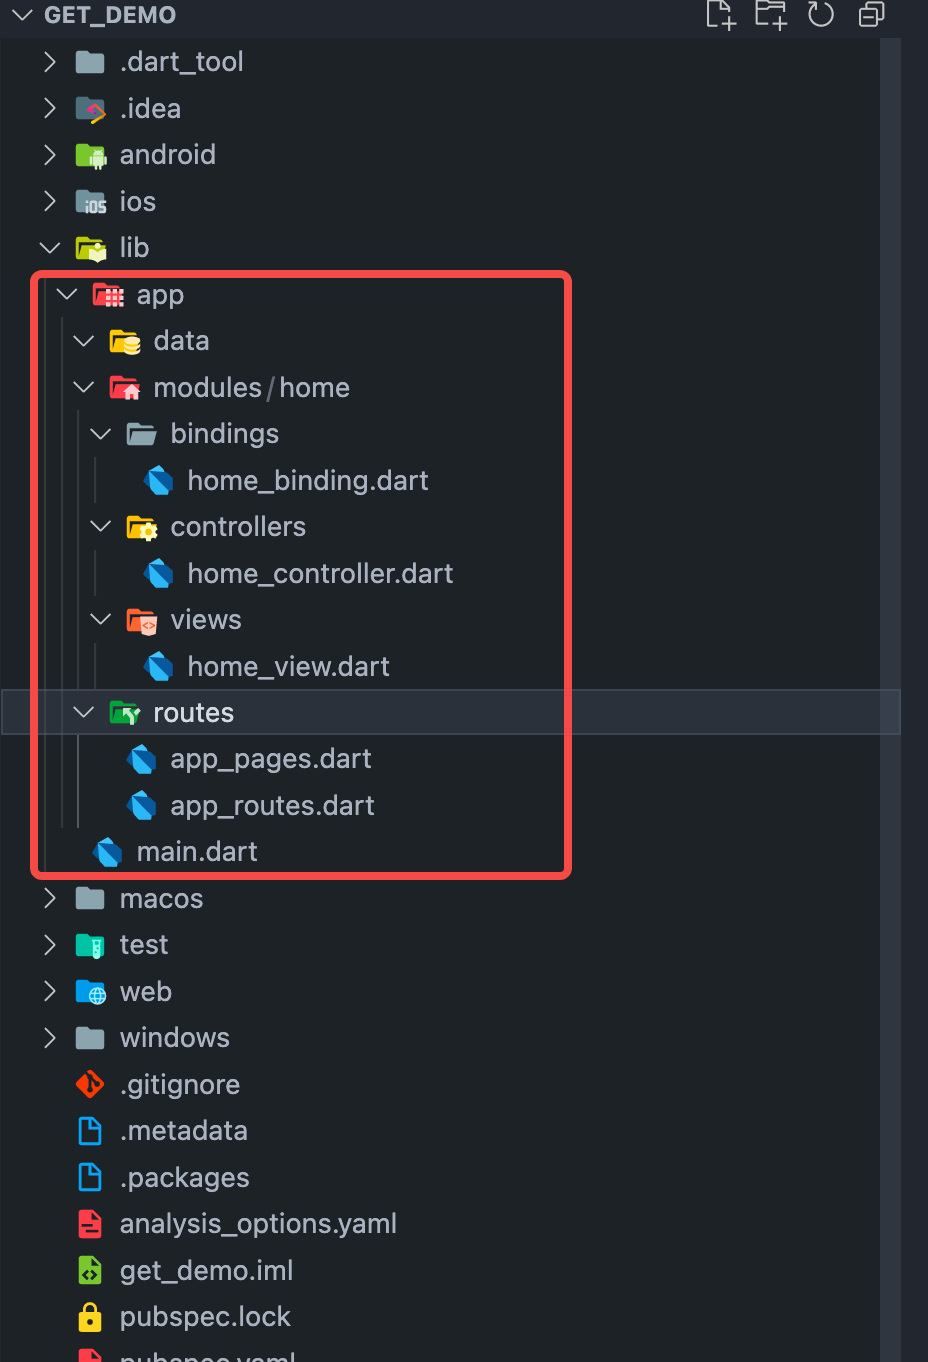 GET_DEMO
.dart_tool
.idea
android
ios
lib
app
data
modules/home
bindings
home_binding.dart
controllers
home_controller.dart
views
home_view.dart
routes
app_pages.dart
app_routes.dart
main.dart
macos
test
web
windows
.gitignore
.metadata
.packages
analysis_options.yaml
get_demo.iml
pubspec.lock
pubspec.yaml